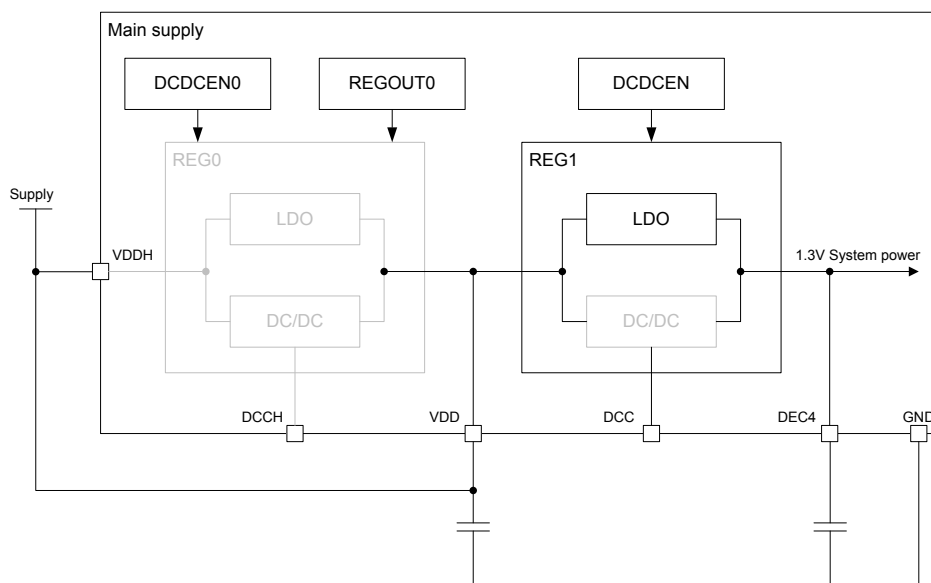 Main supply
DCDCEN0
REGOUT0
DCDCEN
REG0
REG1
LDO
LDO
Supply
VDDH
1.3V System power
DC/DC
DC/DC
DCCH
VDD
DCC
DEC4
GND